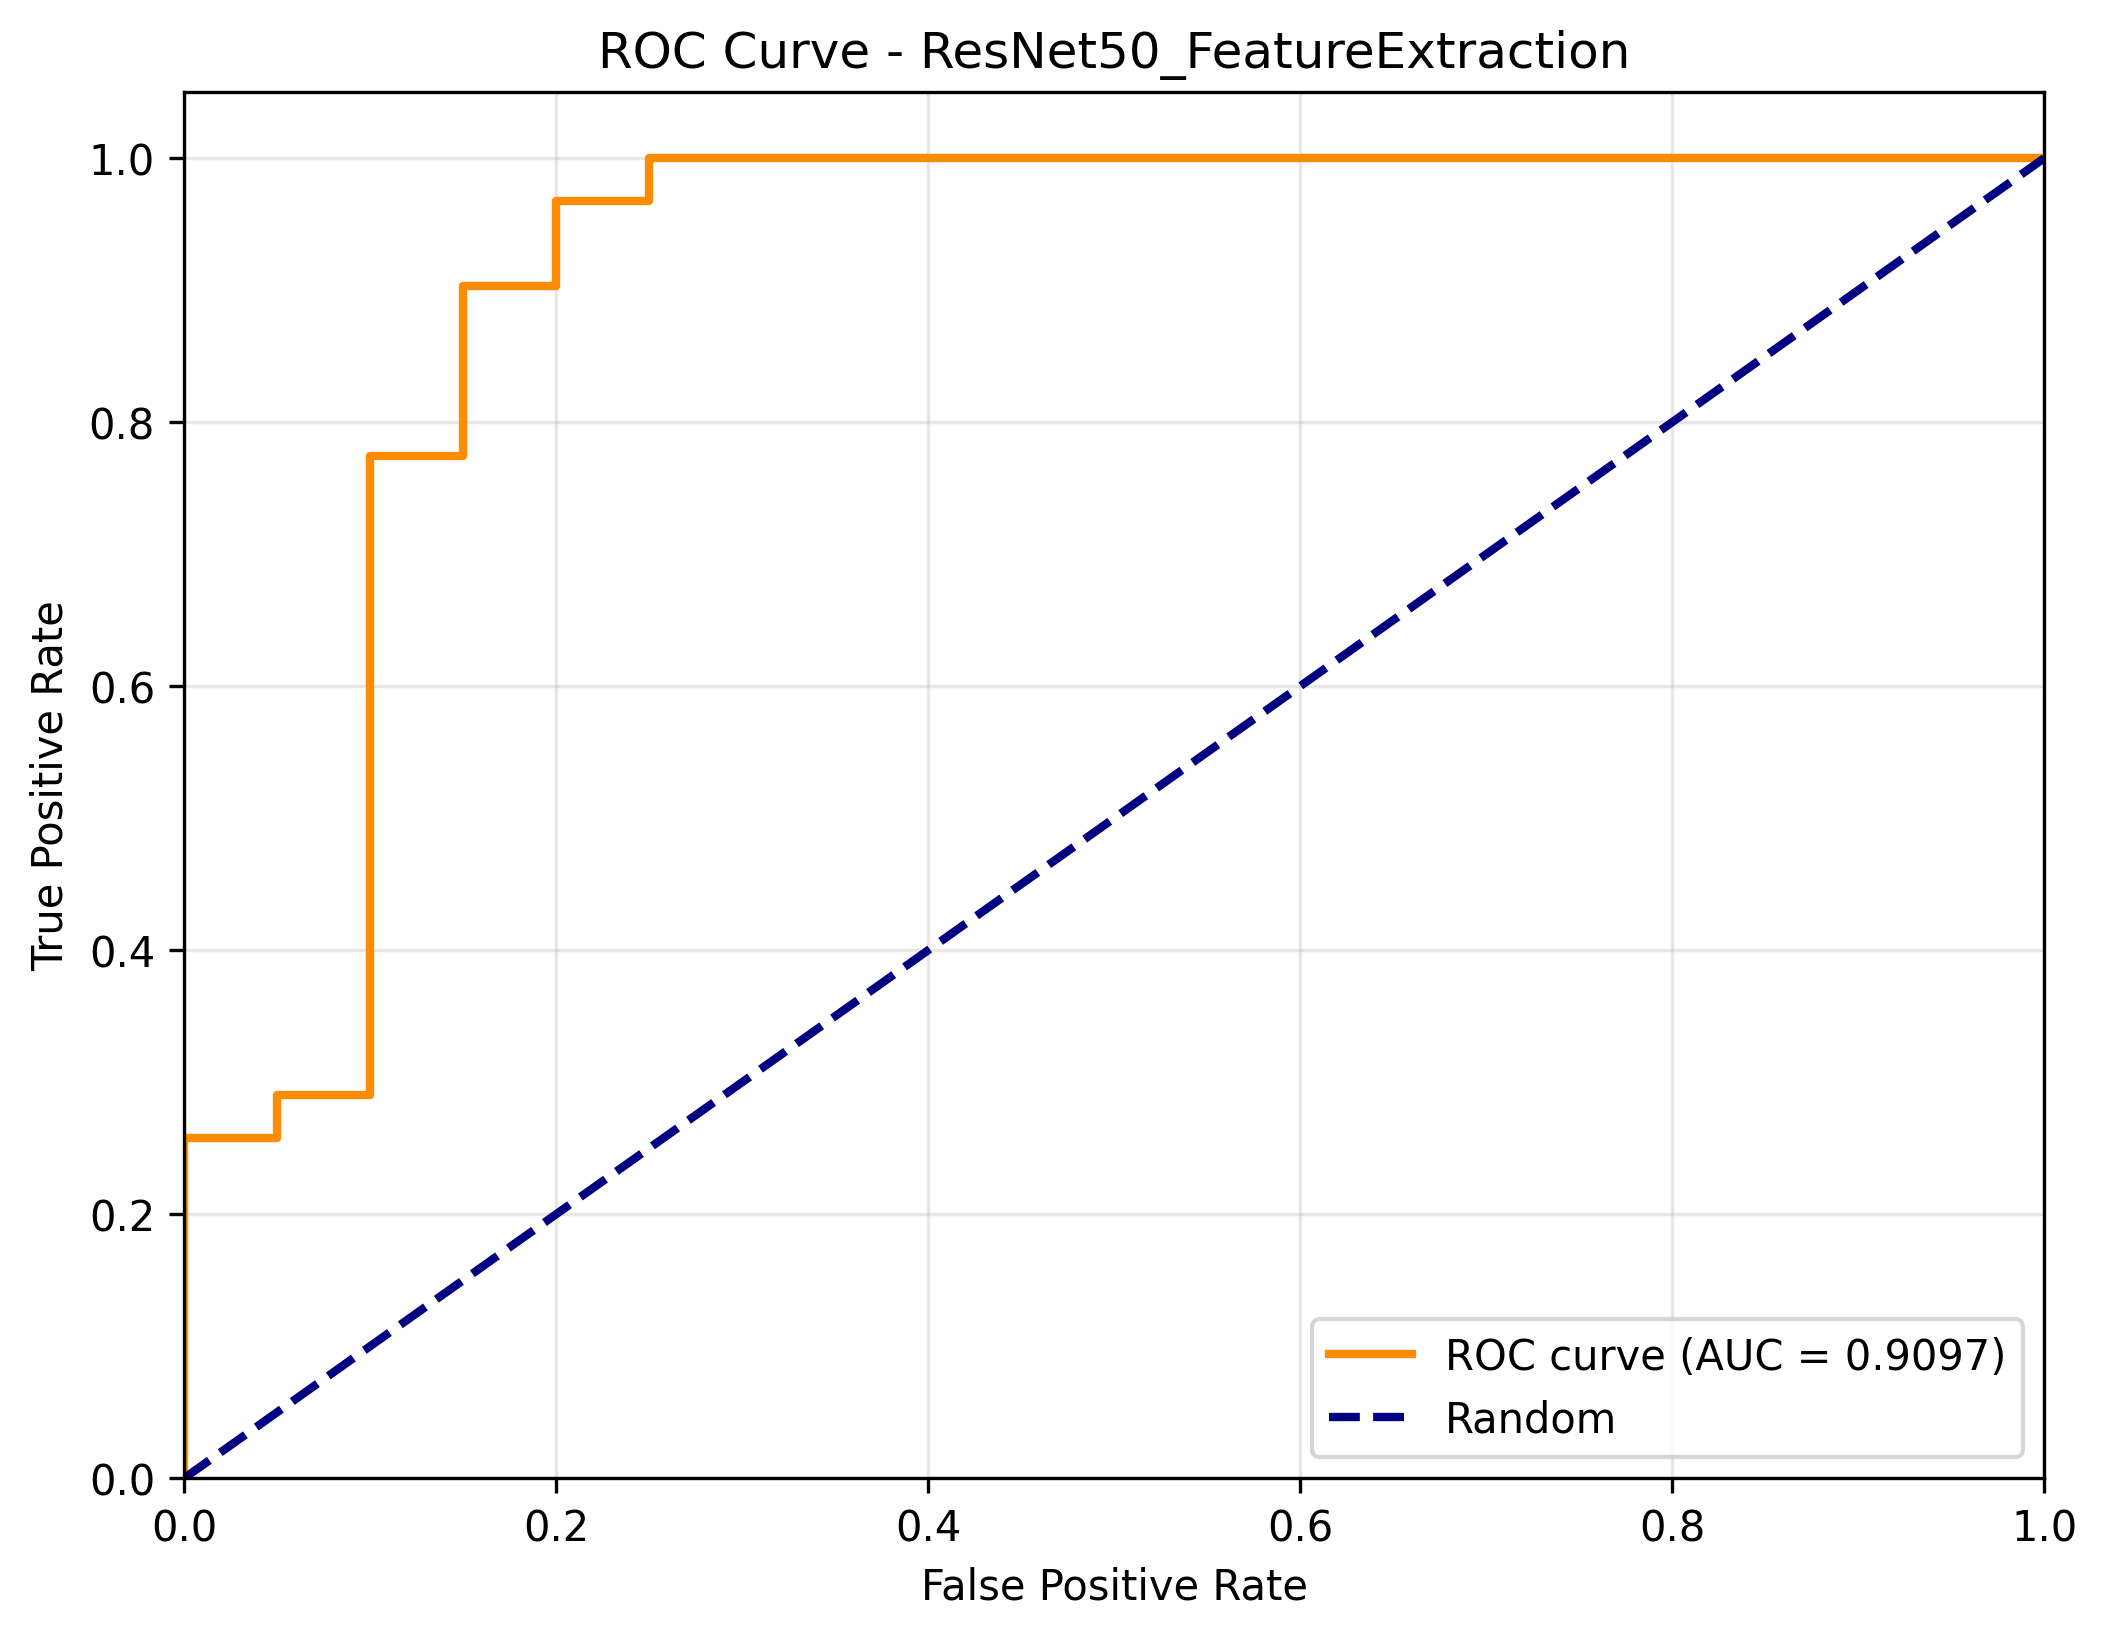 ROC Curve - ResNet50_FeatureExtraction
1.0
0.8
0.6
0.4
0.2
0.0
True Positive Rate
0.0 0.2 0.4 0.6 0.8 1.0
False Positive Rate
ROC curve (AUC = 0.9097)
Random